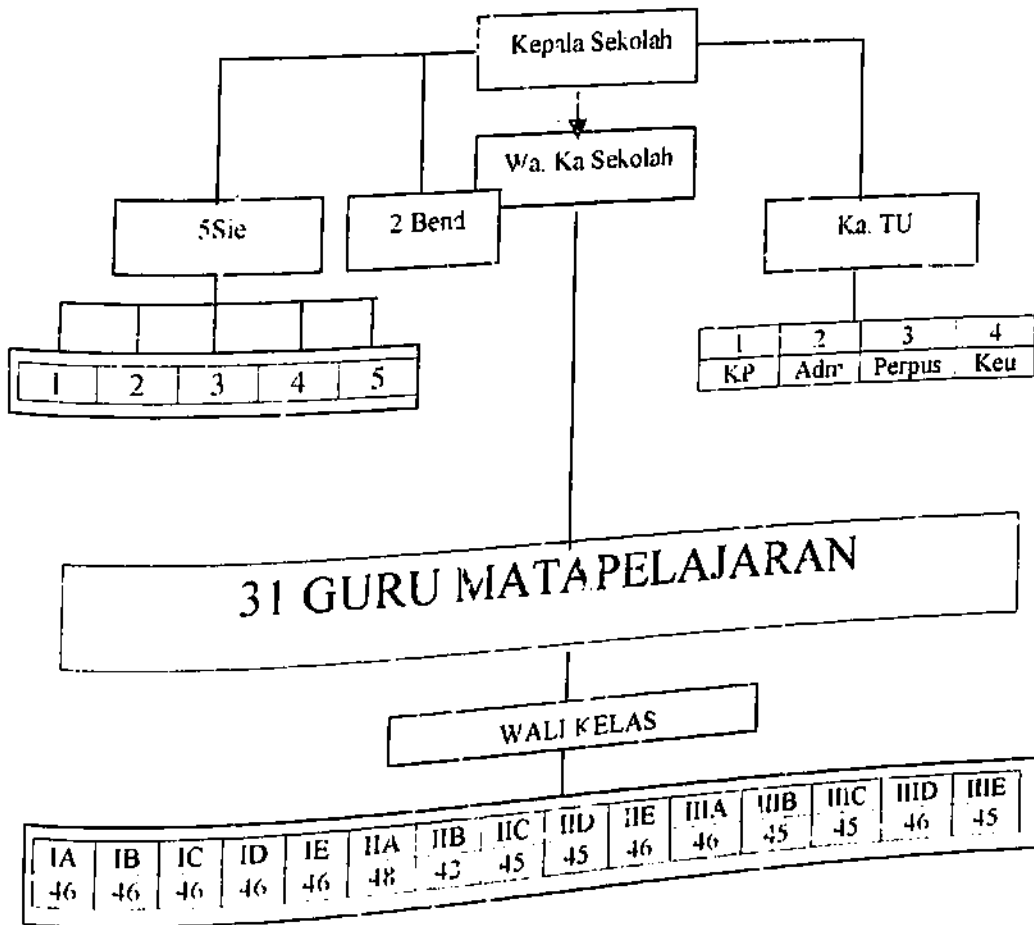 Kepala Sekolah
Wa. Ka Sekolah
5Sie
2 Bend
Ka. TU
1 2 3 4 5
1 2 3 4
KP Adm Perpus Keu
31 GURU MATAPELAJARAN
WALI KELAS
IA IB IC ID IE IIA IIB IIC IID IIE IIIA IIIB IIIC IIID IIIE
46 46 46 46 46 48 43 45 45 46 46 45 45 46 45